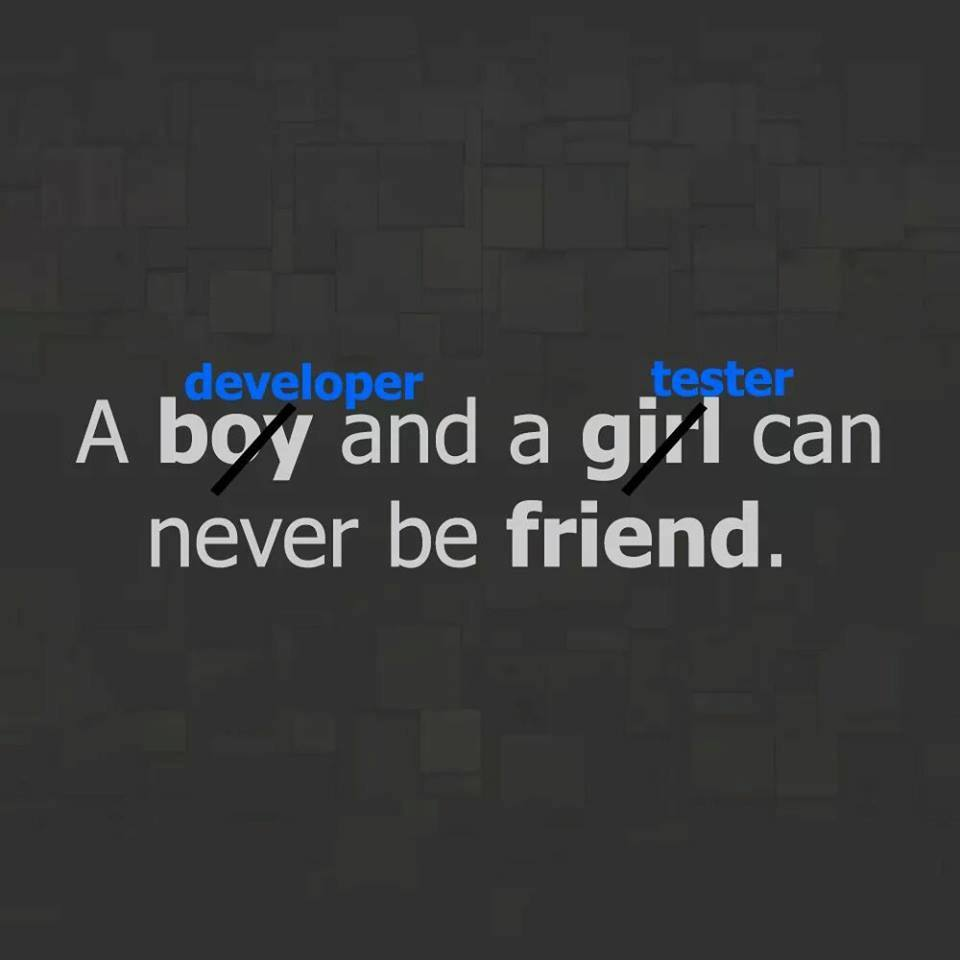 developer tester
A boy and a girl can
never be friend.